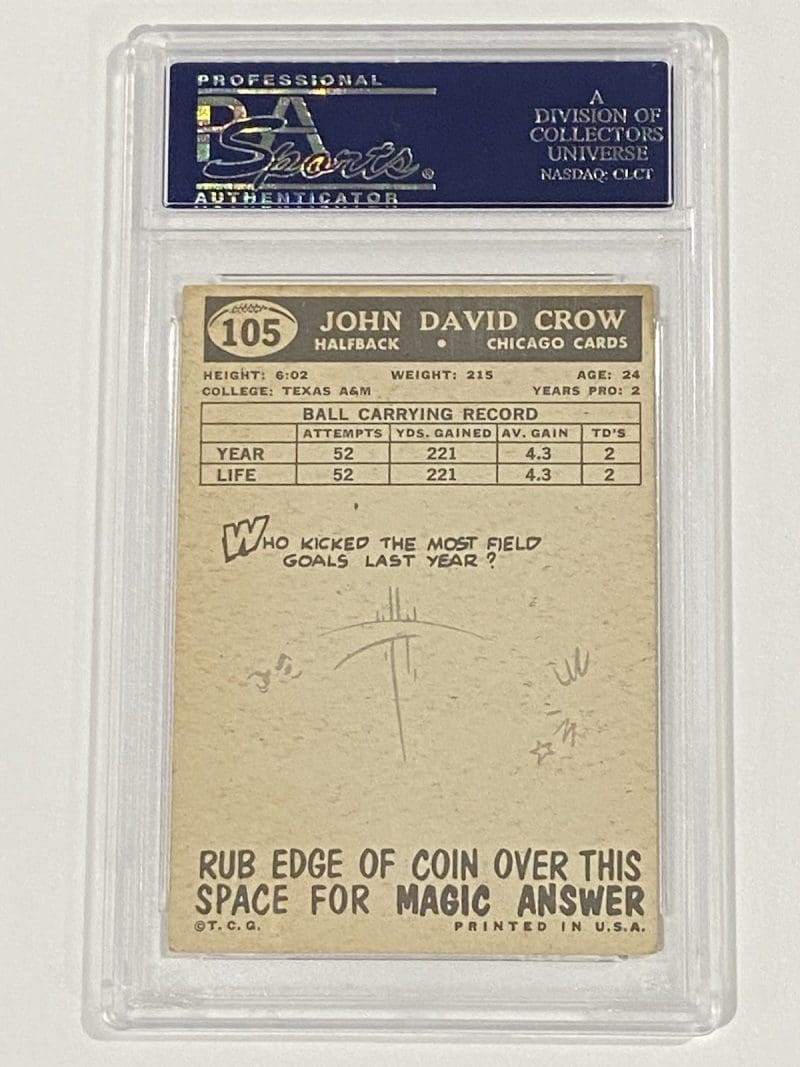 PROFESSIONAL
PSA
Sports®
AUTHENTICATOR
A
DIVISION OF
COLLECTORS
UNIVERSE
NASDAQ: CLCT
105
JOHN DAVID CROW
HALFBACK • CHICAGO CARDS
HEIGHT: 6:02 WEIGHT: 215 AGE: 24
COLLEGE: TEXAS A&M YEARS PRO: 2
BALL CARRYING RECORD
ATTEMPTS YDS. GAINED AV. GAIN TD'S
YEAR 52 221 4.3 2
LIFE 52 221 4.3 2
WHO KICKED THE MOST FIELD
GOALS LAST YEAR?
RUB EDGE OF COIN OVER THIS
SPACE FOR MAGIC ANSWER
©T.C.G. PRINTED IN U.S.A.